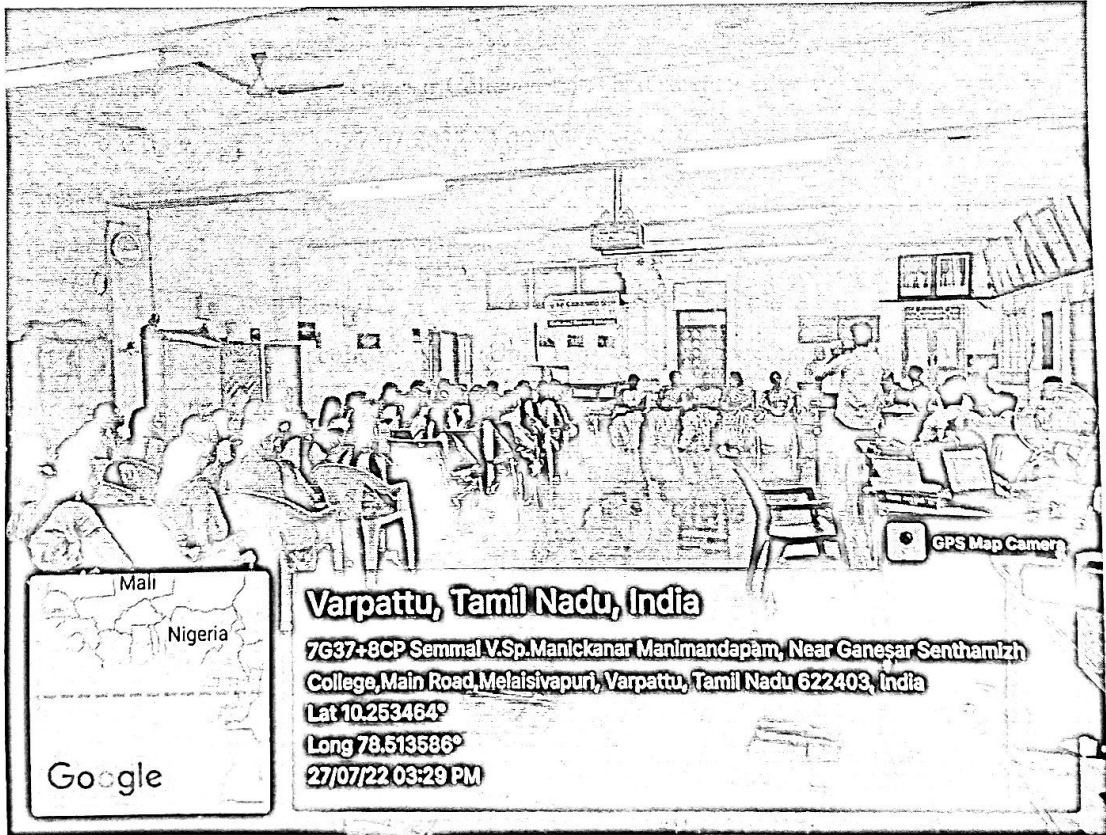 GPS Map Camera
Mali
Nigeria
Google
Varpattu, Tamil Nadu, India
7G37+8CP Semmal V.Sp.Manickanar Manimandapam, Near Ganesar Senthamizh
College,Main Road,Melaisivapuri, Varpattu, Tamil Nadu 622403, India
Lat 10.253464°
Long 78.513586°
27/07/22 03:29 PM